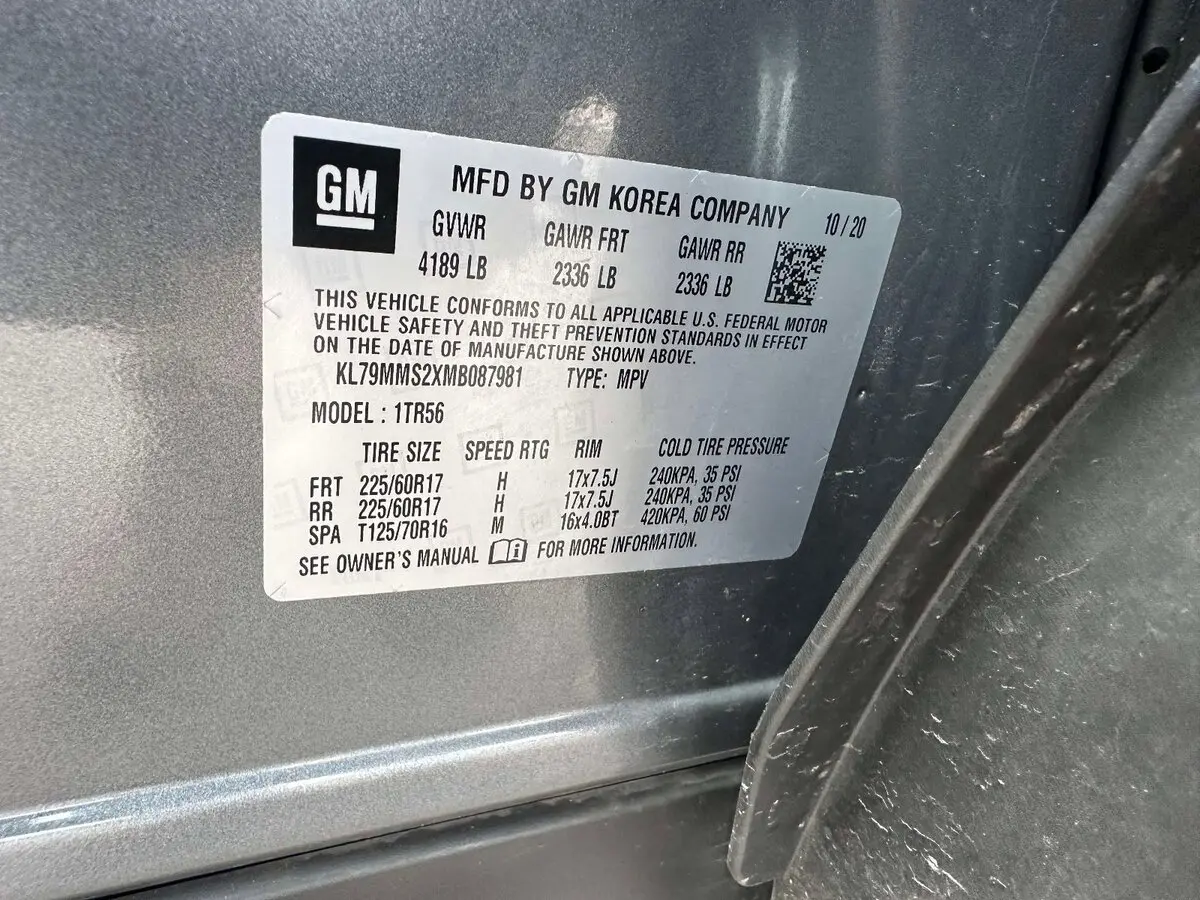 GM
MFD BY GM KOREA COMPANY 10/20
GVWR GAWR FRT GAWR RR
4189 LB 2336 LB 2336 LB
THIS VEHICLE CONFORMS TO ALL APPLICABLE U.S. FEDERAL MOTOR
VEHICLE SAFETY AND THEFT PREVENTION STANDARDS IN EFFECT
ON THE DATE OF MANUFACTURE SHOWN ABOVE.
KL79MMS2XMB087981 TYPE: MPV
MODEL : 1TR56
TIRE SIZE SPEED RTG RIM COLD TIRE PRESSURE
FRT 225/60R17 H 17x7.5J 240KPA, 35 PSI
RR 225/60R17 H 17x7.5J 240KPA, 35 PSI
SPA T125/70R16 M 16x4.0BT 420KPA, 60 PSI
SEE OWNER'S MANUAL FOR MORE INFORMATION.